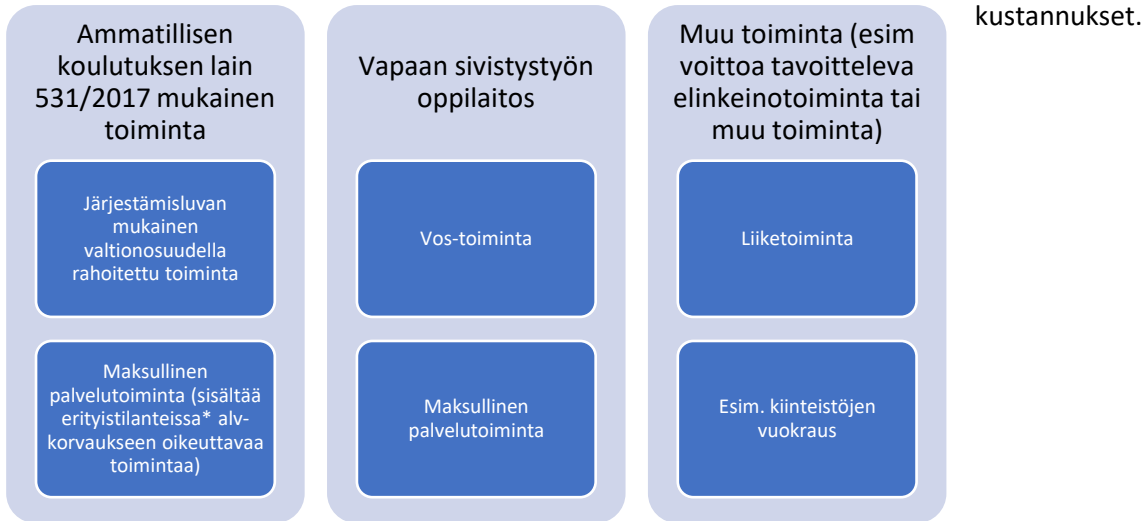 kustannukset.
Ammatillisen
koulutuksen lain
531/2017 mukainen
toiminta
Järjestämisluvan
mukainen
valtionosuudella
rahoitettu toiminta
Maksullinen
palvelutoiminta (sisältää
erityistilanteissa* alv-
korvaukseen oikeuttavaa
toimintaa)
Vapaan sivistystyön
oppilaitos
Vos-toiminta
Maksullinen
palvelutoiminta
Muu toiminta (esim
voittoa tavoitteleva
elinkeinotoiminta tai
muu toiminta)
Liiketoiminta
Esim. kiinteistöjen
vuokraus